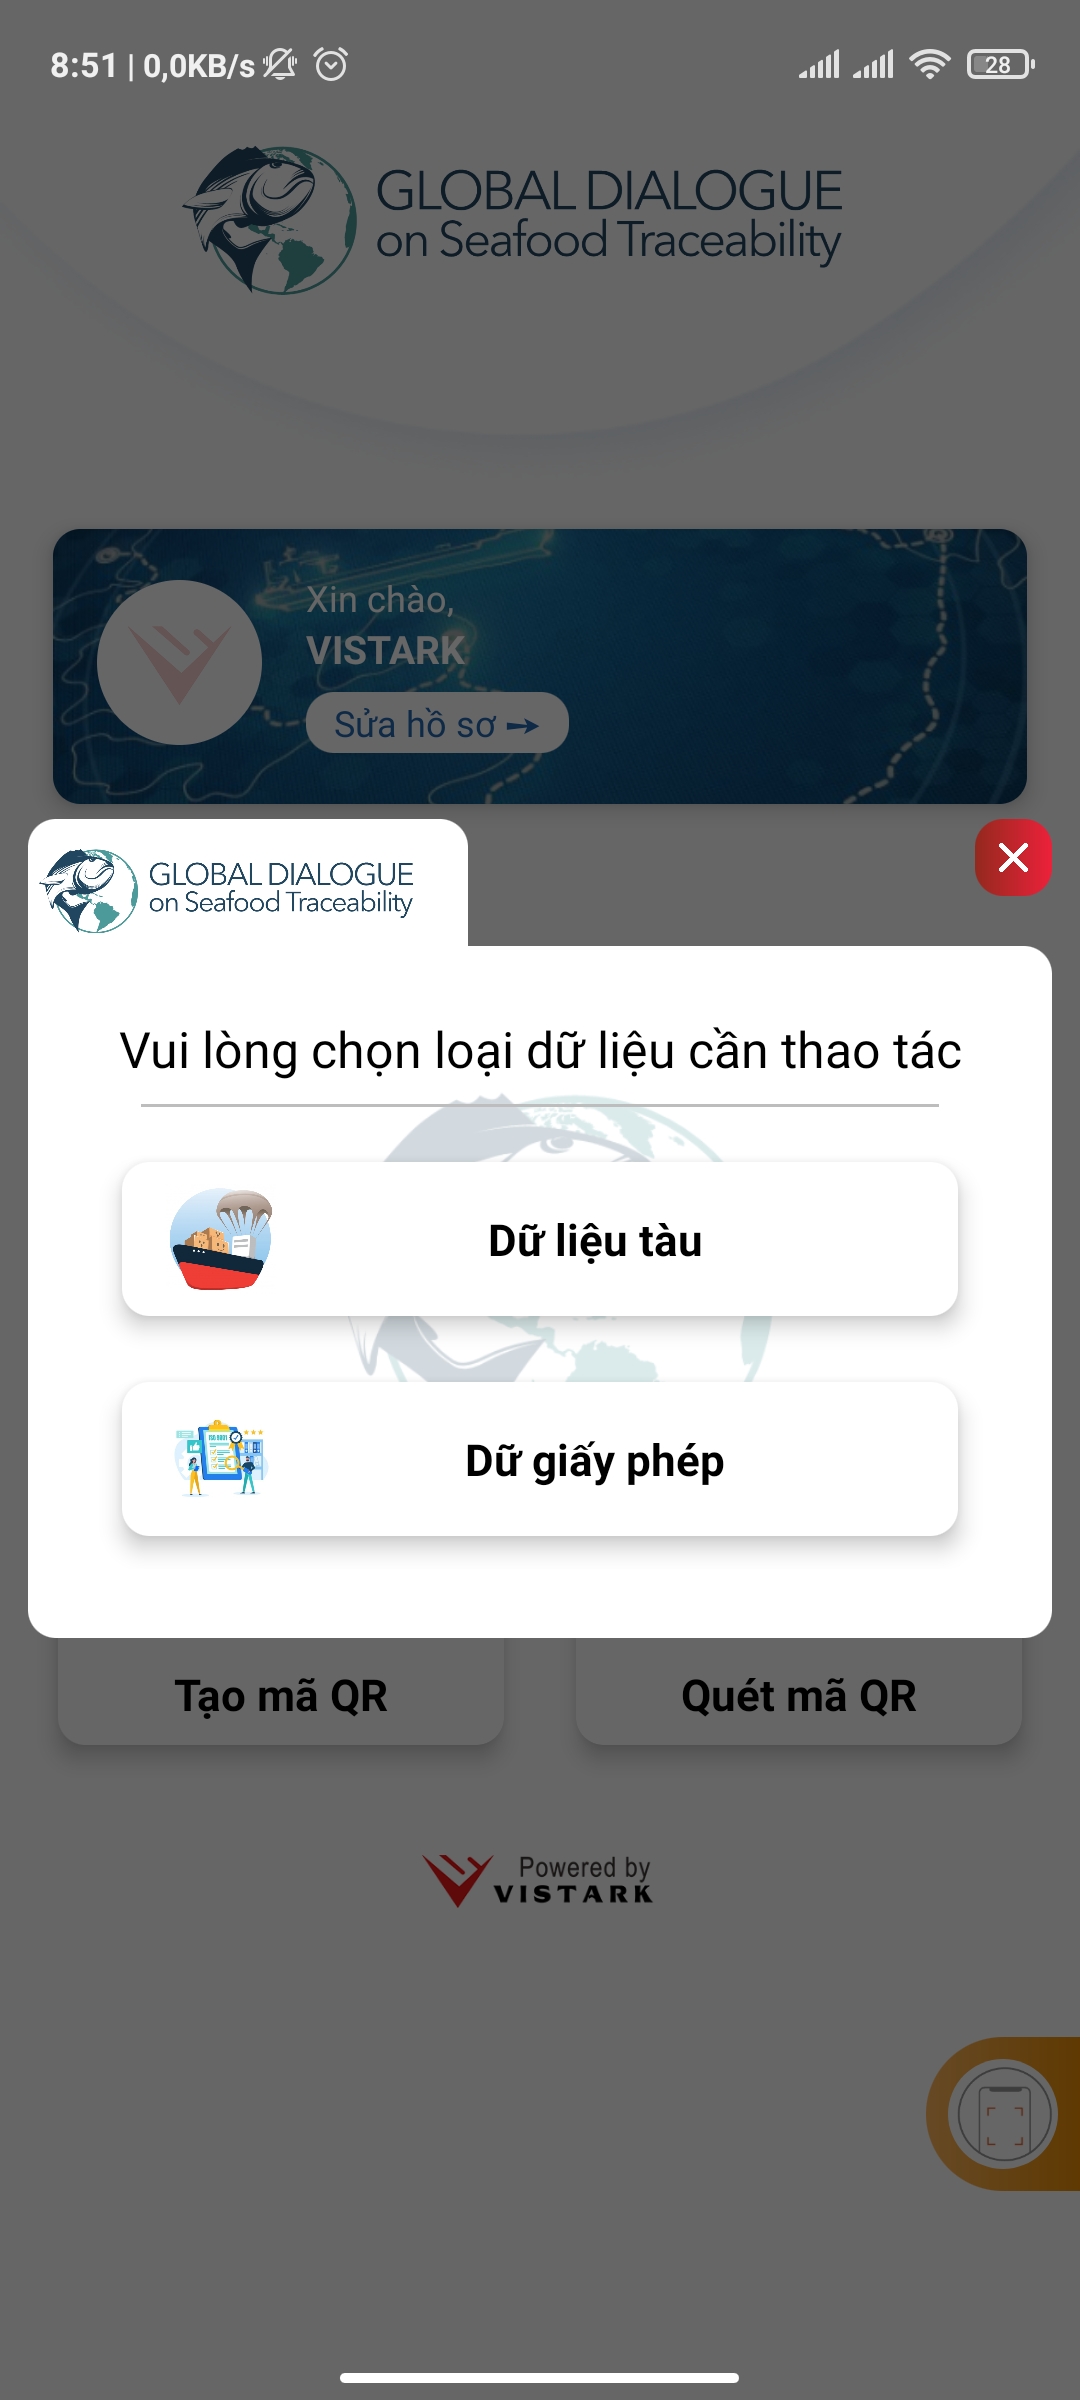 8:51 | 0,0KB/s
28
GLOBAL DIALOGUE
on Seafood Traceability
Xin chào,
VISTARK
Sửa hồ sơ
GLOBAL DIALOGUE
on Seafood Traceability
Vui lòng chọn loại dữ liệu cần thao tác
Dữ liệu tàu
ISO 9001
Dữ giấy phép
Tạo mã QR
Quét mã QR
Powered by
VISTARK